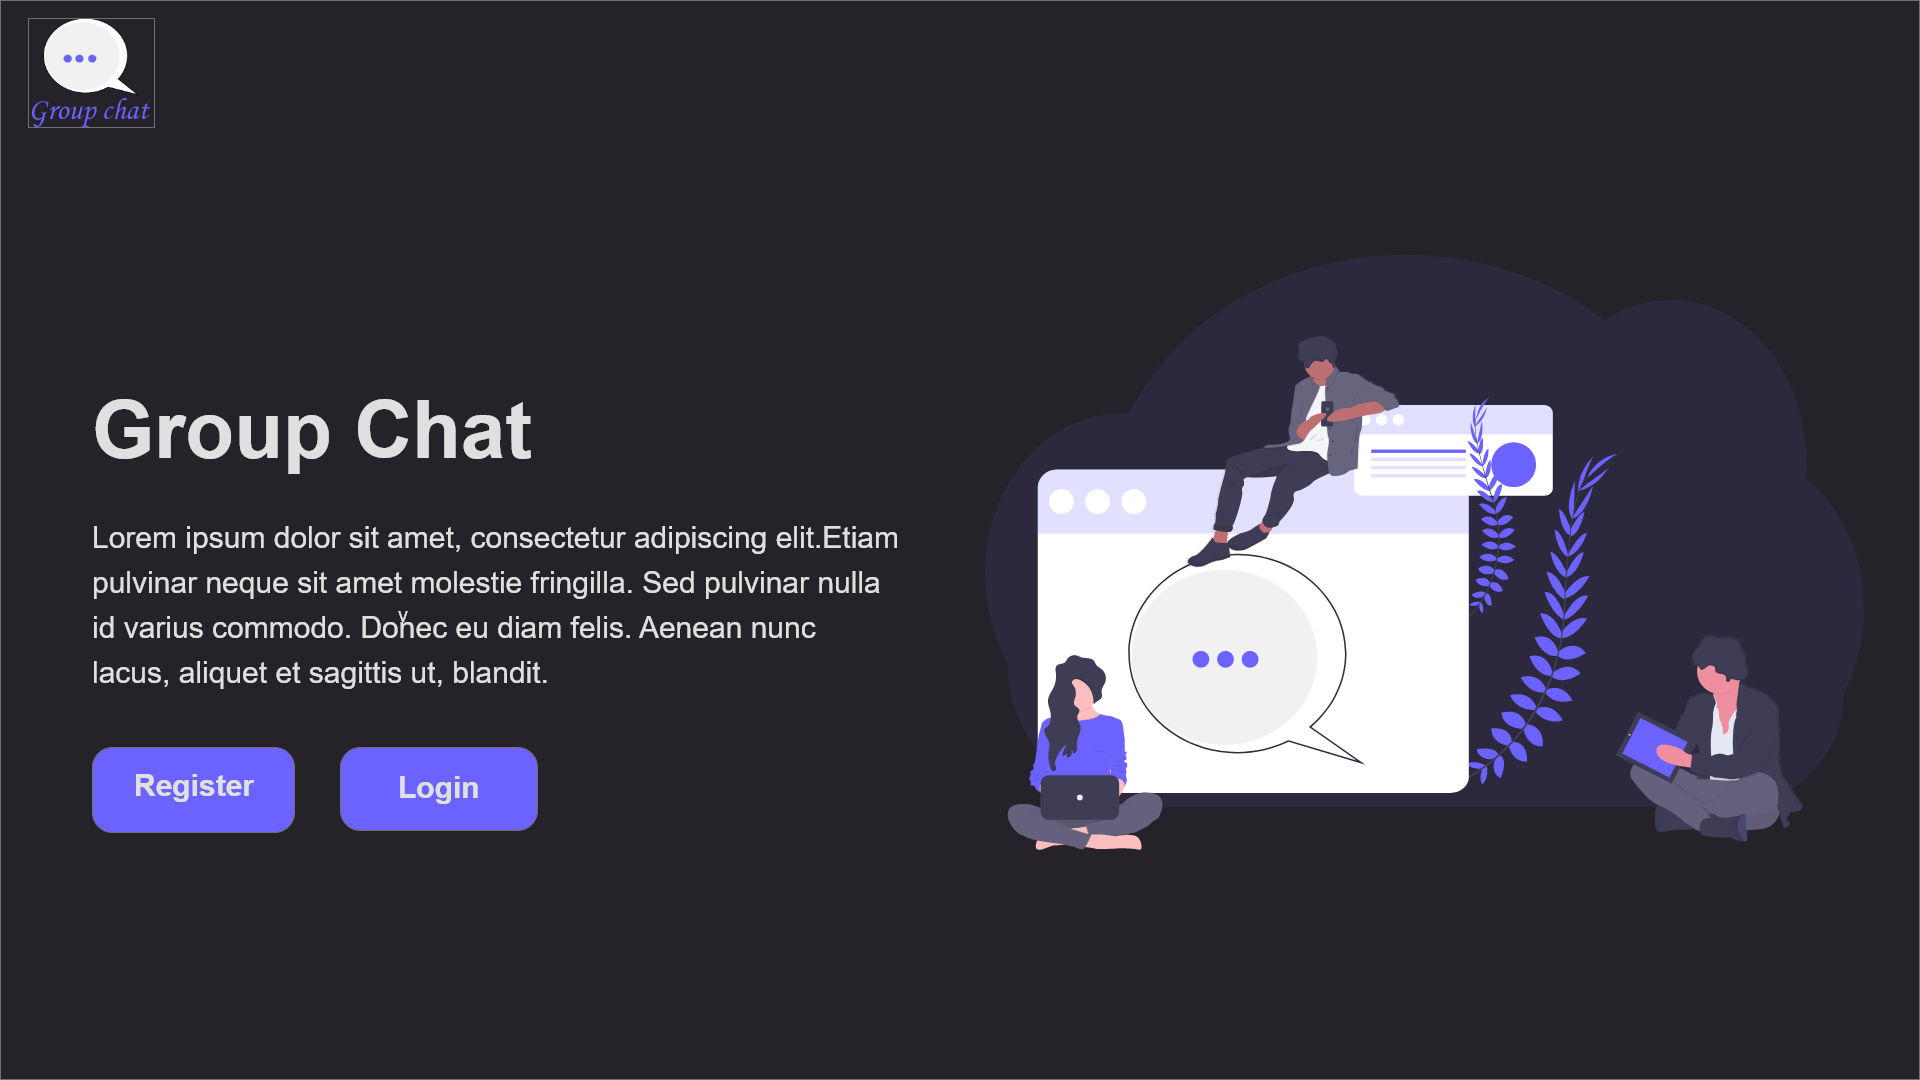 Group chat
Group Chat
Lorem ipsum dolor sit amet, consectetur adipiscing elit.Etiam
pulvinar neque sit amet molestie fringilla. Sed pulvinar nulla
v
id varius commodo. Donec eu diam felis. Aenean nunc
lacus, aliquet et sagittis ut, blandit.
Register
Login